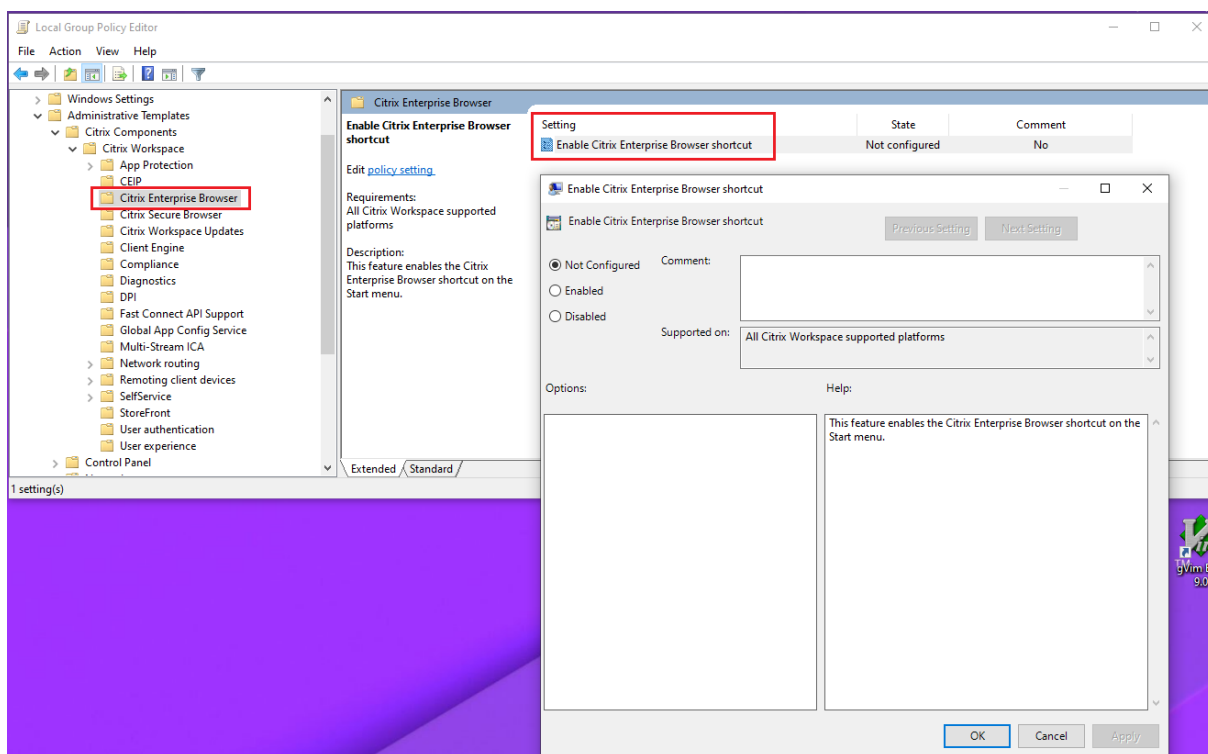 Local Group Policy Editor
File Action View Help
Windows Settings
Administrative Templates
Citrix Components
Citrix Workspace
App Protection
CEIP
Citrix Enterprise Browser
Citrix Secure Browser
Citrix Workspace Updates
Client Engine
Compliance
Diagnostics
DPI
Fast Connect API Support
Global App Config Service
Multi-Stream ICA
Network routing
Remoting client devices
SelfService
StoreFront
User authentication
User experience
Control Panel
1 setting(s)
Citrix Enterprise Browser
Enable Citrix Enterprise Browser
shortcut
Edit policy setting
Requirements:
All Citrix Workspace supported
platforms
Description:
This feature enables the Citrix
Enterprise Browser shortcut on the
Start menu.
Extended Standard
Setting State Comment
Enable Citrix Enterprise Browser shortcut Not configured No
Enable Citrix Enterprise Browser shortcut
Enable Citrix Enterprise Browser shortcut
Previous Setting Next Setting
Not Configured Comment:
Enabled
Disabled
Supported on: All Citrix Workspace supported platforms
Options: Help:
This feature enables the Citrix Enterprise Browser shortcut on the
Start menu.
OK Cancel Apply
gVim
9.0